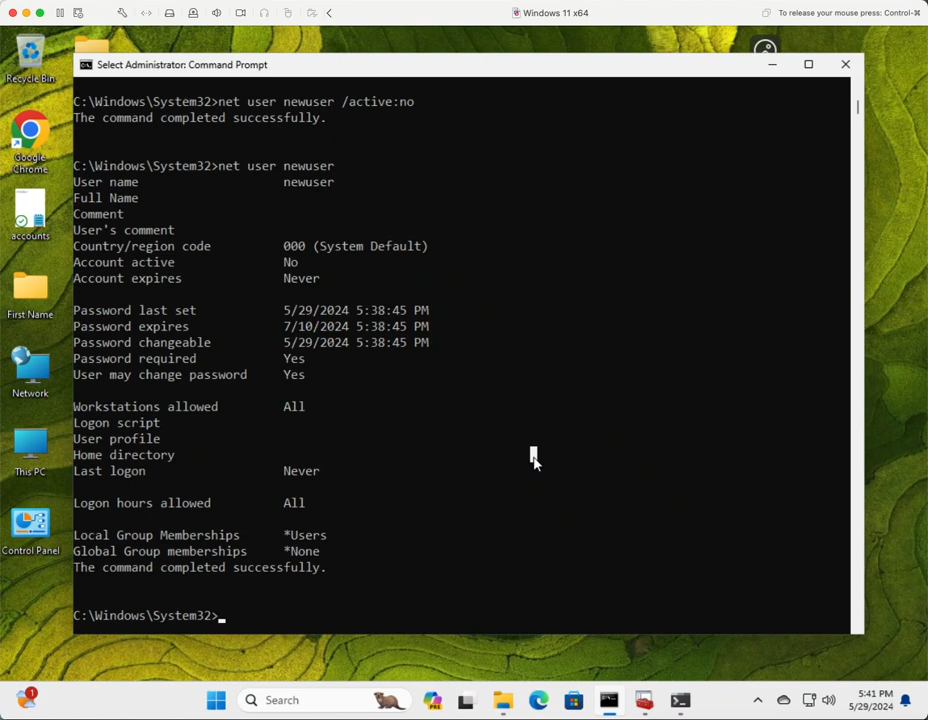 Windows 11 x64
To release your mouse press: Control-⌘
Recycle Bin
Google Chrome
accounts
First Name
Network
This PC
Control Panel
Select Administrator: Command Prompt
C:\Windows\System32>net user newuser /active:no
The command completed successfully.
C:\Windows\System32>net user newuser
User name newuser
Full Name
Comment
User's comment
Country/region code 000 (System Default)
Account active No
Account expires Never
Password last set 5/29/2024 5:38:45 PM
Password expires 7/10/2024 5:38:45 PM
Password changeable 5/29/2024 5:38:45 PM
Password required Yes
User may change password Yes
Workstations allowed All
Logon script
User profile
Home directory
Last logon Never
Logon hours allowed All
Local Group Memberships *Users
Global Group memberships *None
The command completed successfully.
C:\Windows\System32>
1
Search
PRE
5:41 PM
5/29/2024